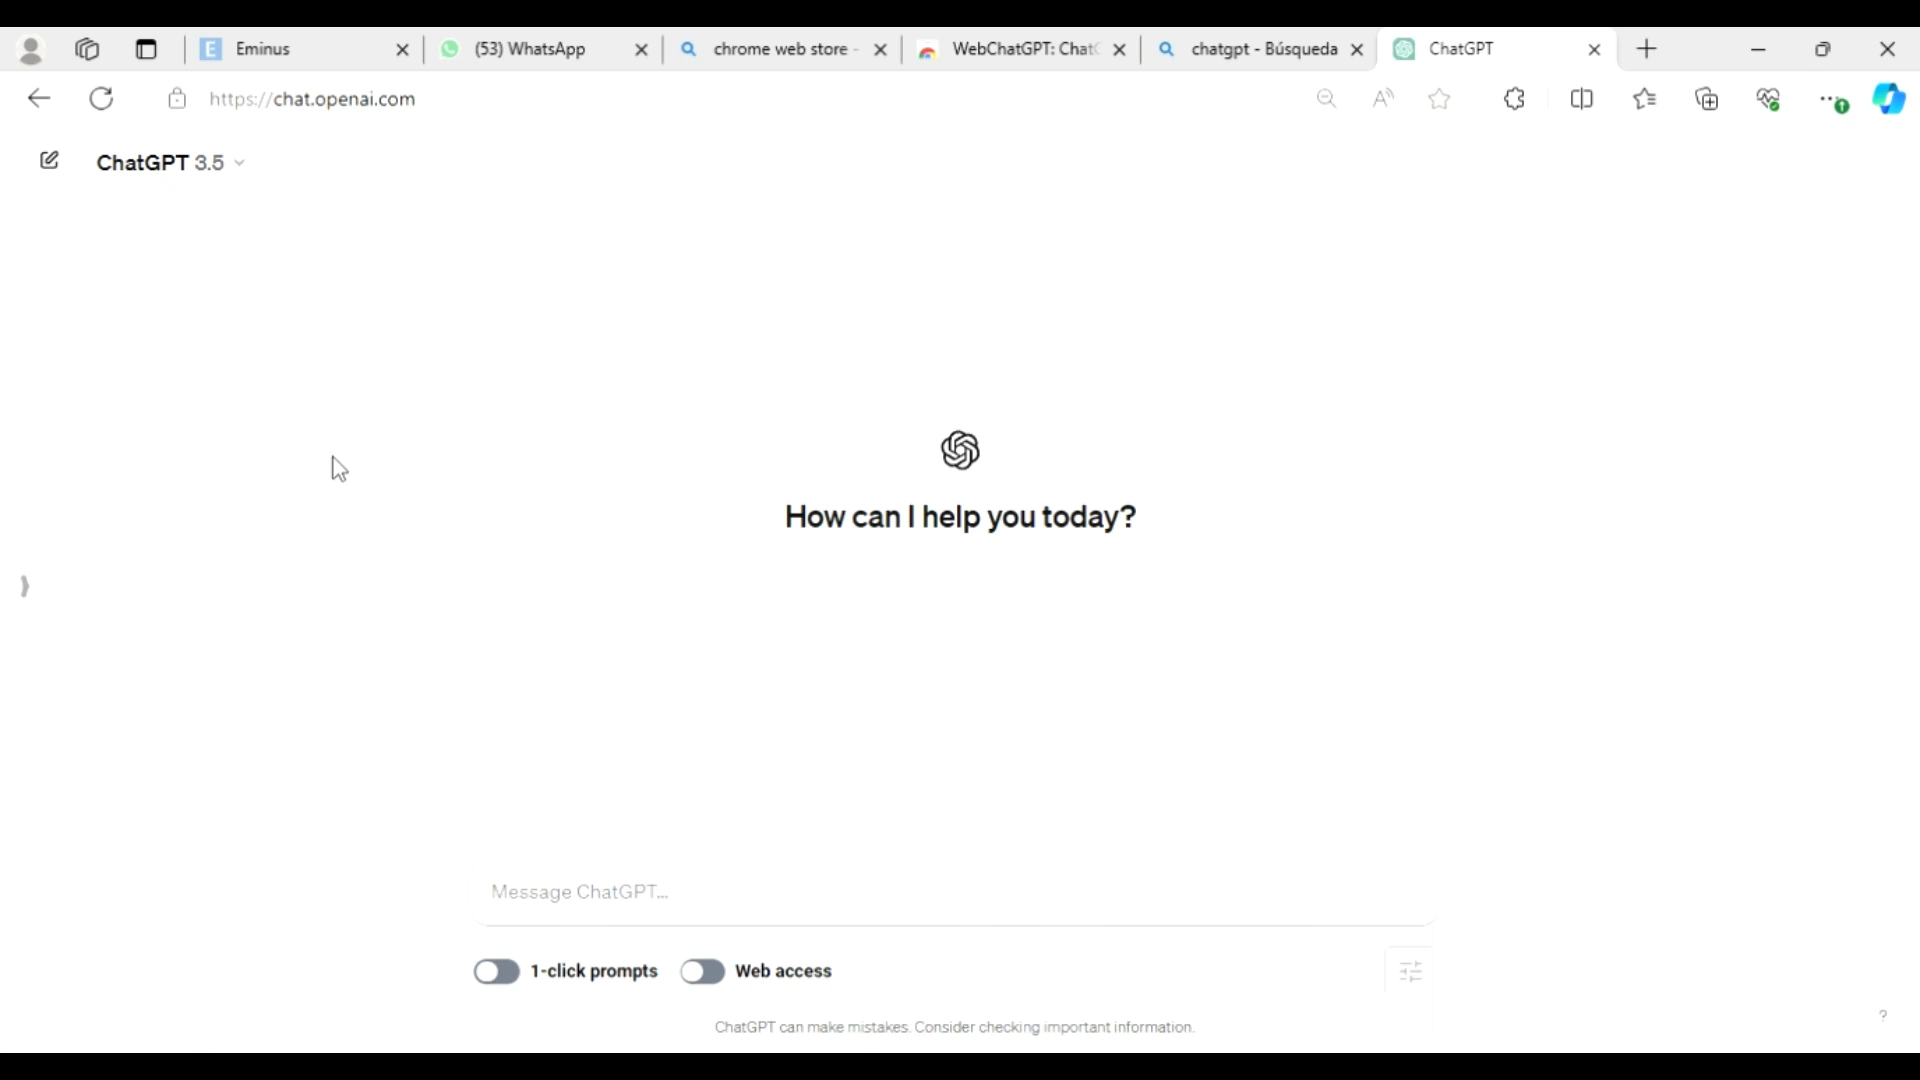 Eminus
(53) WhatsApp
chrome web store -
WebChatGPT: ChatG
chatgpt - Búsqueda
ChatGPT
https://chat.openai.com
ChatGPT 3.5
How can I help you today?
Message ChatGPT...
1-click prompts
Web access
ChatGPT can make mistakes. Consider checking important information.
?